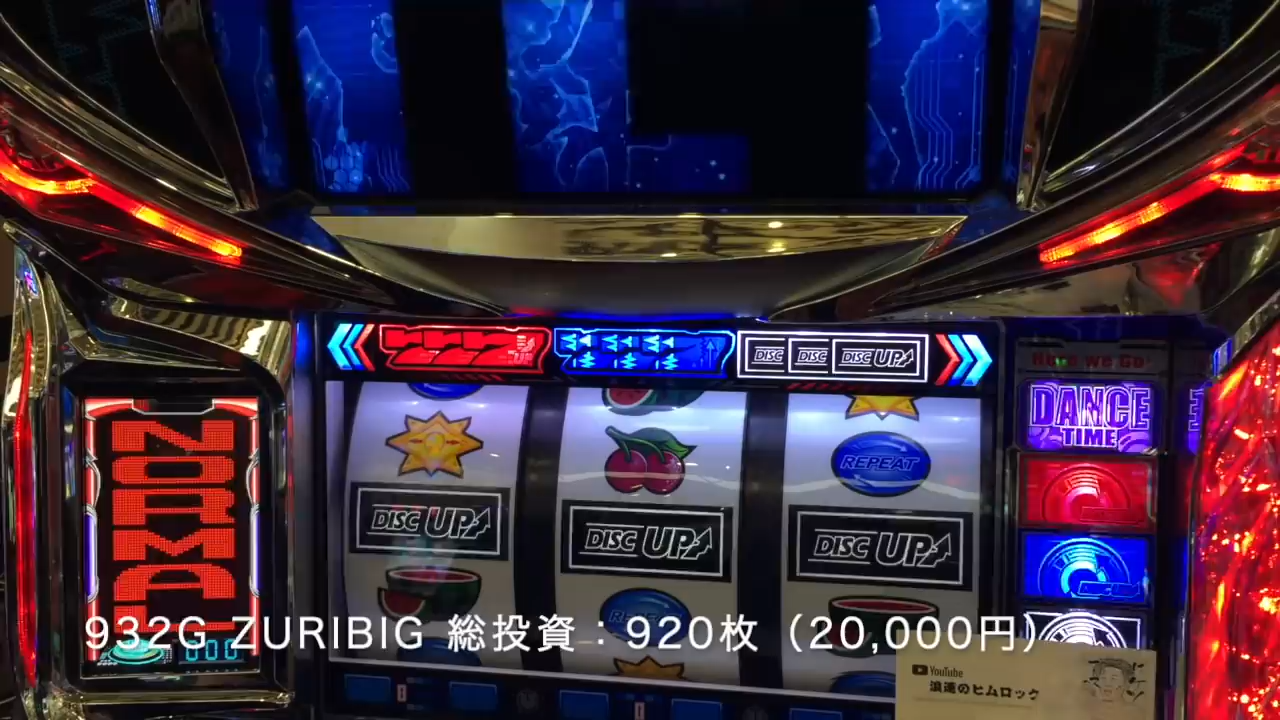 777 UP
DISC DISC DISC UP
Here we Go
DANCE
TIME
REPEAT
DISC UP
DISC UP
DISC UP
932G ZURIBIG 総投資：920枚（20,000円）
YouTube
浪速のヒムロック